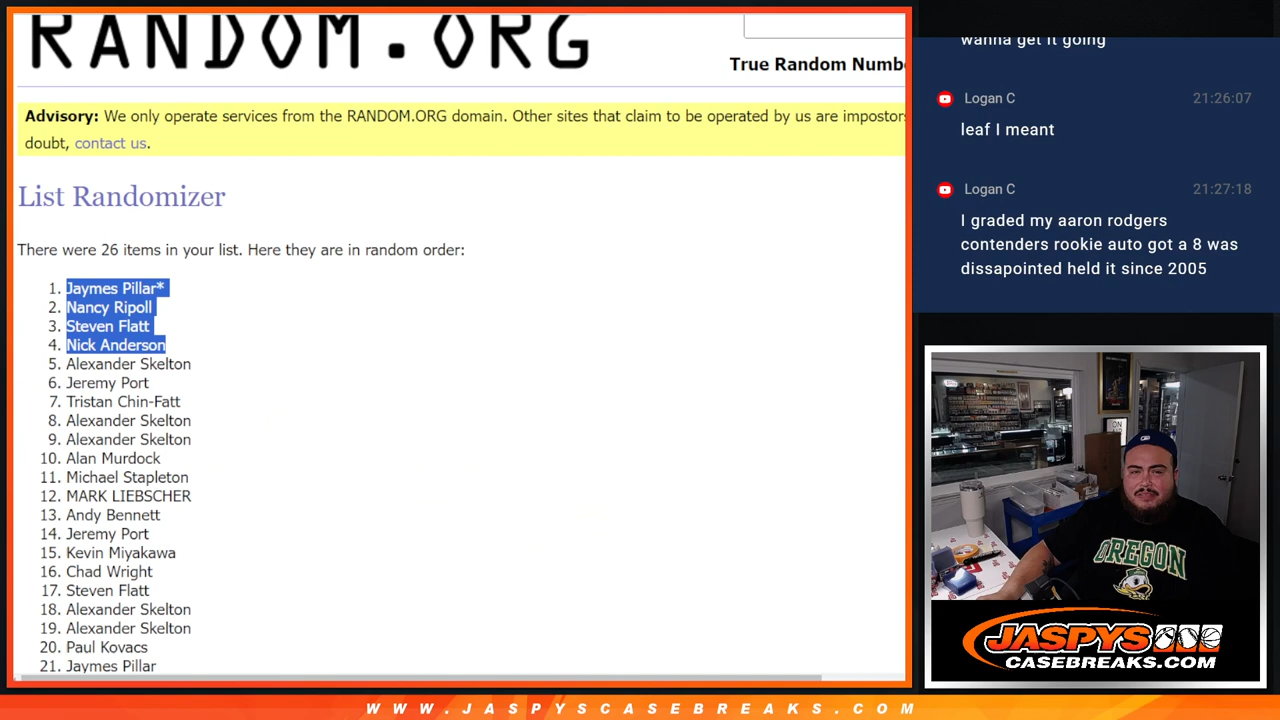 RANDOM.ORG
True Random Numb
Advisory: We only operate services from the RANDOM.ORG domain. Other sites that claim to be operated by us are impostors
doubt, contact us.
List Randomizer
There were 26 items in your list. Here they are in random order:
1. Jaymes Pillar*
2. Nancy Ripoll
3. Steven Flatt
4. Nick Anderson
5. Alexander Skelton
6. Jeremy Port
7. Tristan Chin-Fatt
8. Alexander Skelton
9. Alexander Skelton
10. Alan Murdock
11. Michael Stapleton
12. MARK LIEBSCHER
13. Andy Bennett
14. Jeremy Port
15. Kevin Miyakawa
16. Chad Wright
17. Steven Flatt
18. Alexander Skelton
19. Alexander Skelton
20. Paul Kovacs
21. Jaymes Pillar
wanna get it going
Logan C 21:26:07
leaf I meant
Logan C 21:27:18
I graded my aaron rodgers
contenders rookie auto got a 8 was
dissapointed held it since 2005
OREGON
JASPYS
CASEBREAKS.COM
WWW.JASPYSCASEBREAKS.COM